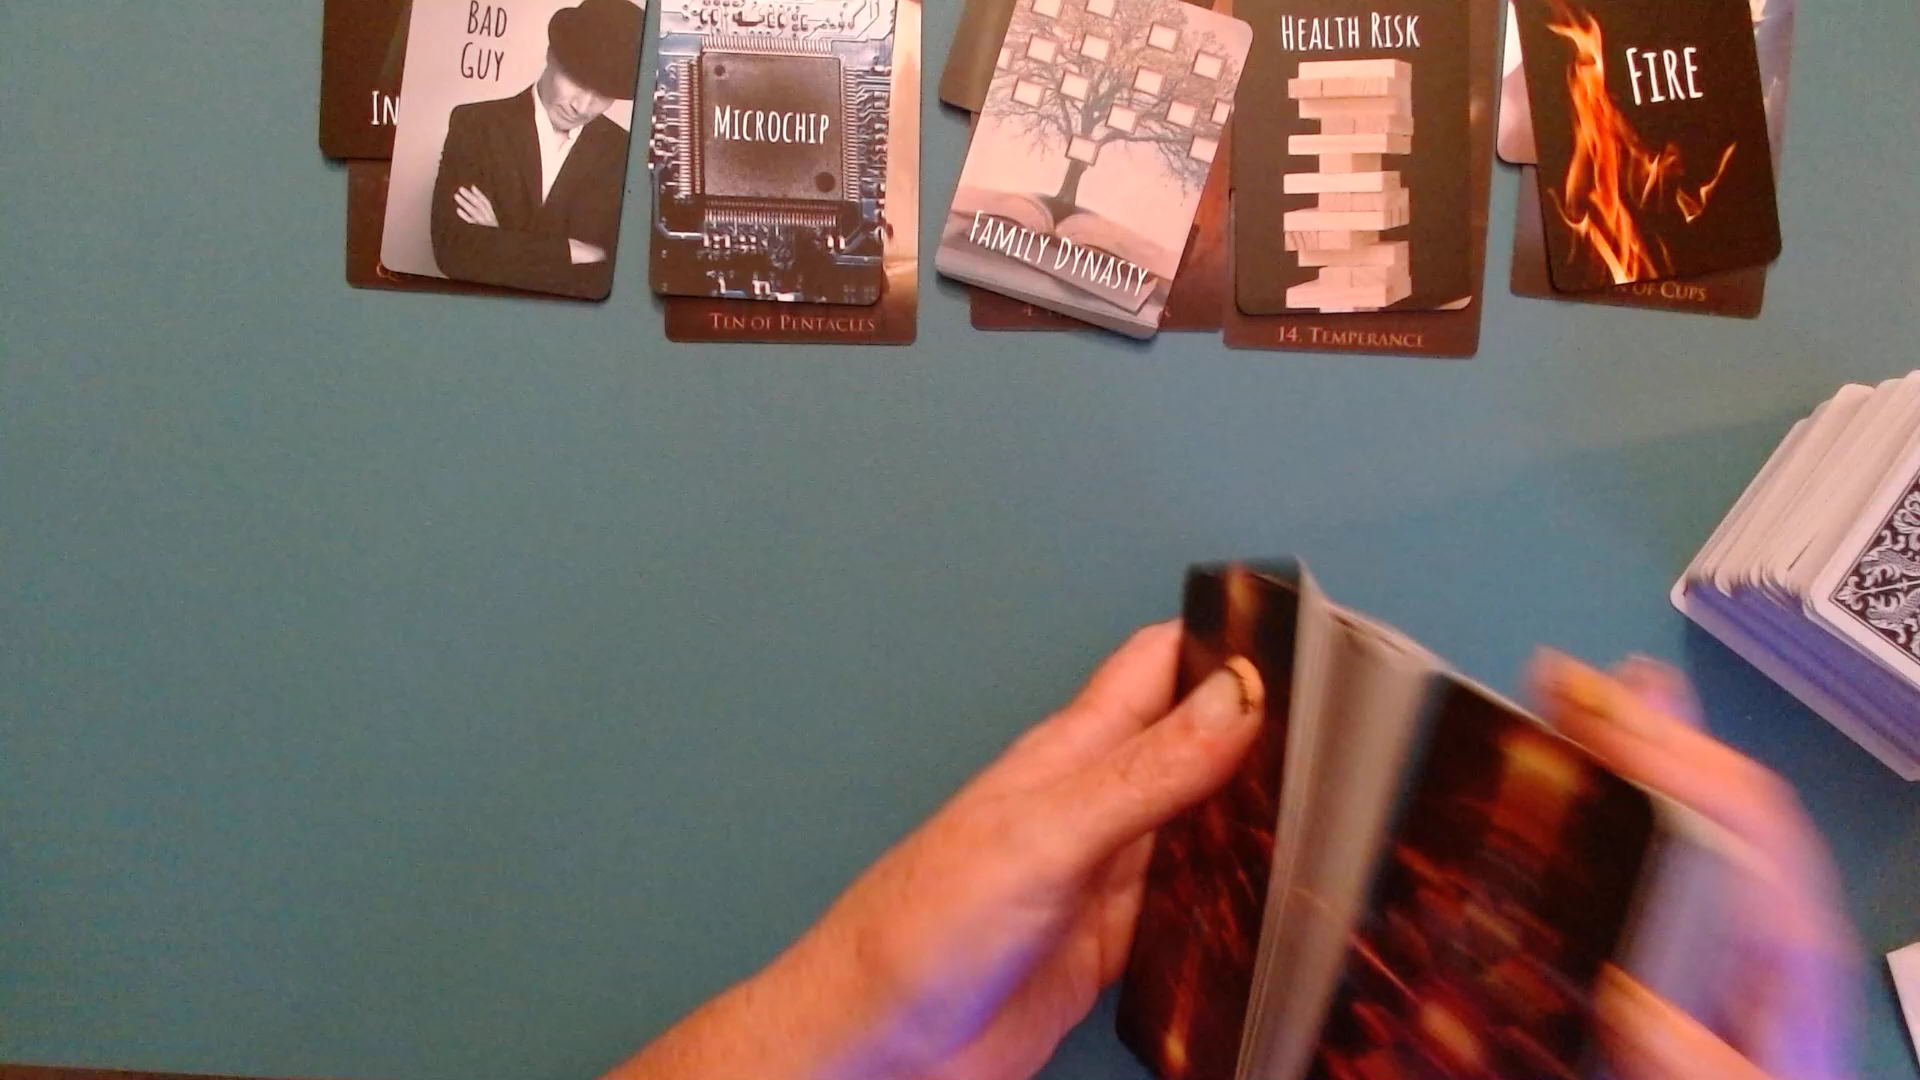 BAD
GUY
IN
MICROCHIP
TEN OF PENTACLES
FAMILY DYNASTY
HEALTH RISK
14. TEMPERANCE
FIRE
OF CUPS